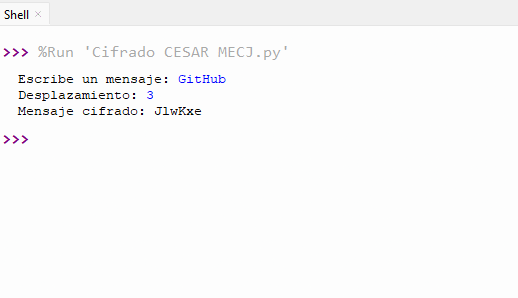 Shell ×
>>> %Run 'Cifrado CESAR MECJ.py'
Escribe un mensaje: GitHub
Desplazamiento: 3
Mensaje cifrado: JlwKxe
>>>